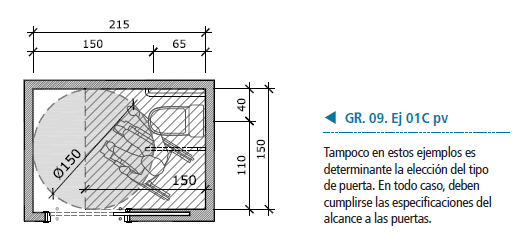 215
150 65
40
150
110
Ø150
150
◄ GR. 09. Ej 01C pv
Tampoco en estos ejemplos es
determinante la elección del tipo
de puerta. En todo caso, deben
cumplirse las especificaciones del
alcance a las puertas.